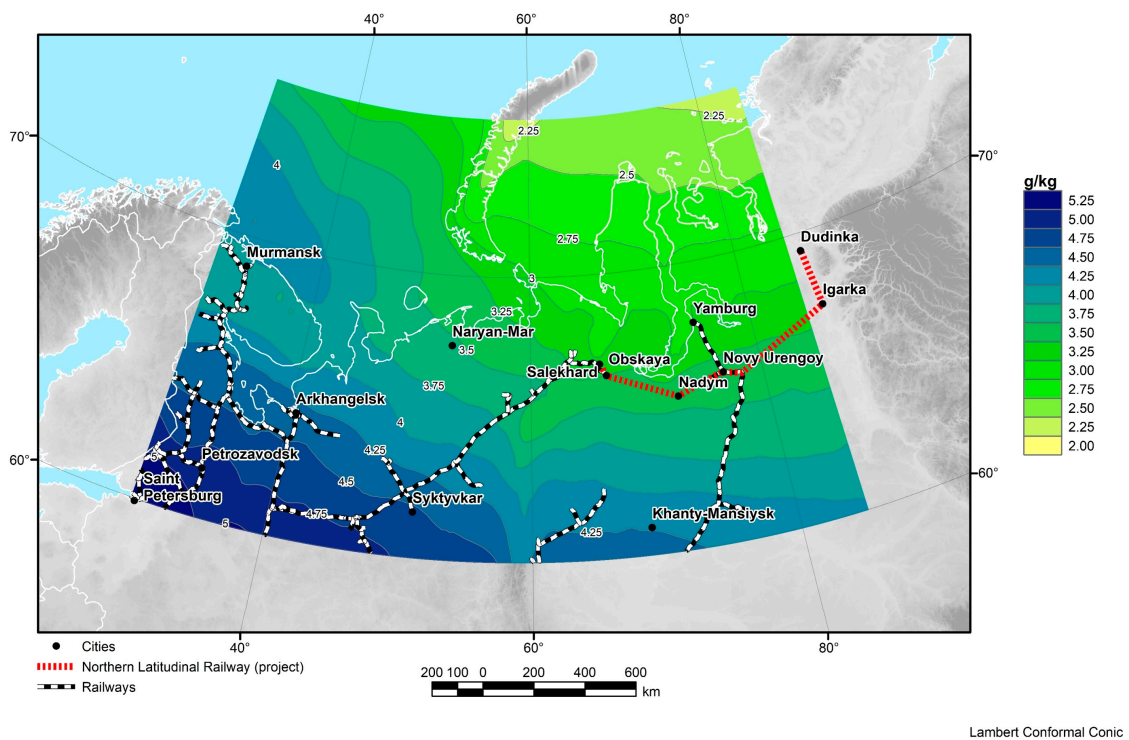 40°
60°
80°
70°
70°
60°
60°
40°
60°
80°
2.25
2.25
2.5
2.75
3
3.25
3.5
3.75
4
4
4.25
4.5
4.75
5
5
4.25
Murmansk
Dudinka
Igarka
Yamburg
Naryan-Mar
Novy Urengoy
Obskaya
Salekhard
Nadym
Arkhangelsk
Petrozavodsk
Saint
Petersburg
Syktyvkar
Khanty-Mansiysk
g/kg
5.25
5.00
4.75
4.50
4.25
4.00
3.75
3.50
3.25
3.00
2.75
2.50
2.25
2.00
Cities
Northern Latitudinal Railway (project)
Railways
200 100 0 200 400 600
km
Lambert Conformal Conic